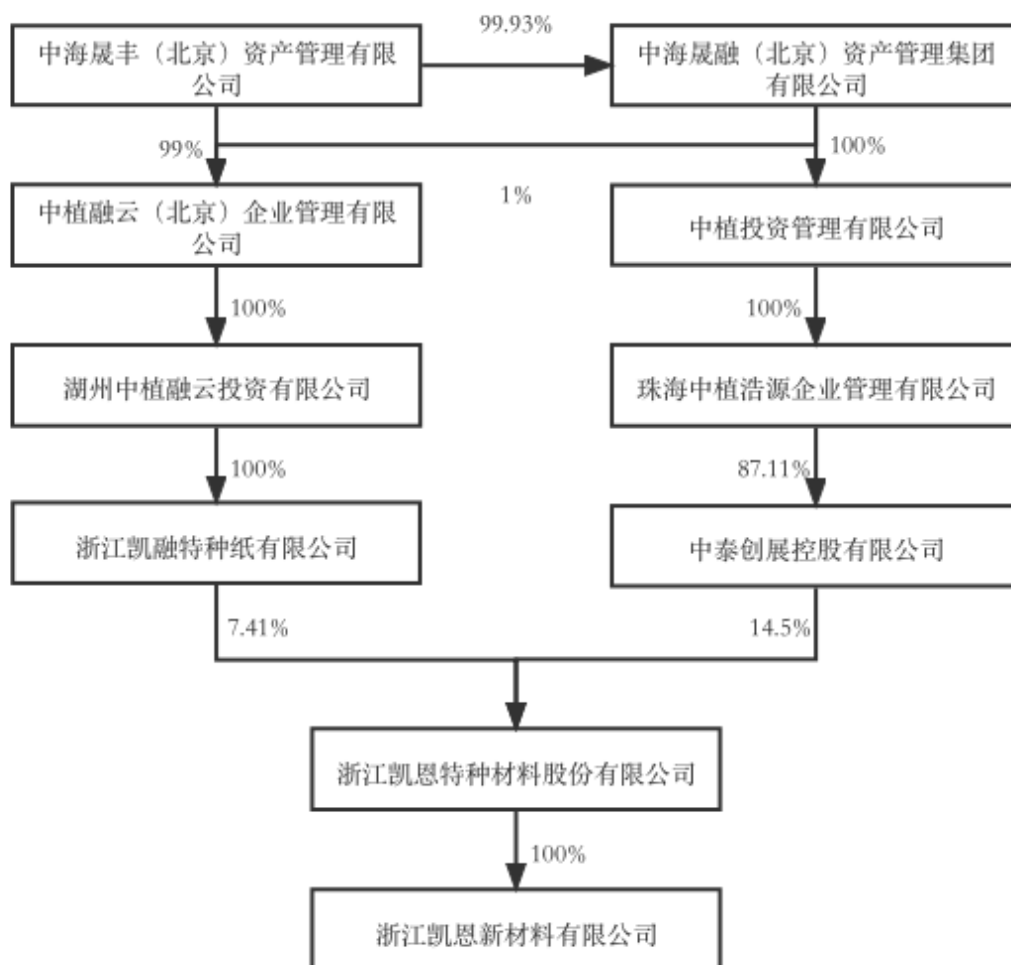 99.93%
中海晟丰（北京）资产管理有限
公司
中海晟融（北京）资产管理集团
有限公司
99%
100%
1%
中植融云（北京）企业管理有限
公司
中植投资管理有限公司
100%
100%
湖州中植融云投资有限公司
珠海中植浩源企业管理有限公司
100%
87.11%
浙江凯融特种纸有限公司
中泰创展控股有限公司
7.41%
14.5%
浙江凯恩特种材料股份有限公司
100%
浙江凯恩新材料有限公司